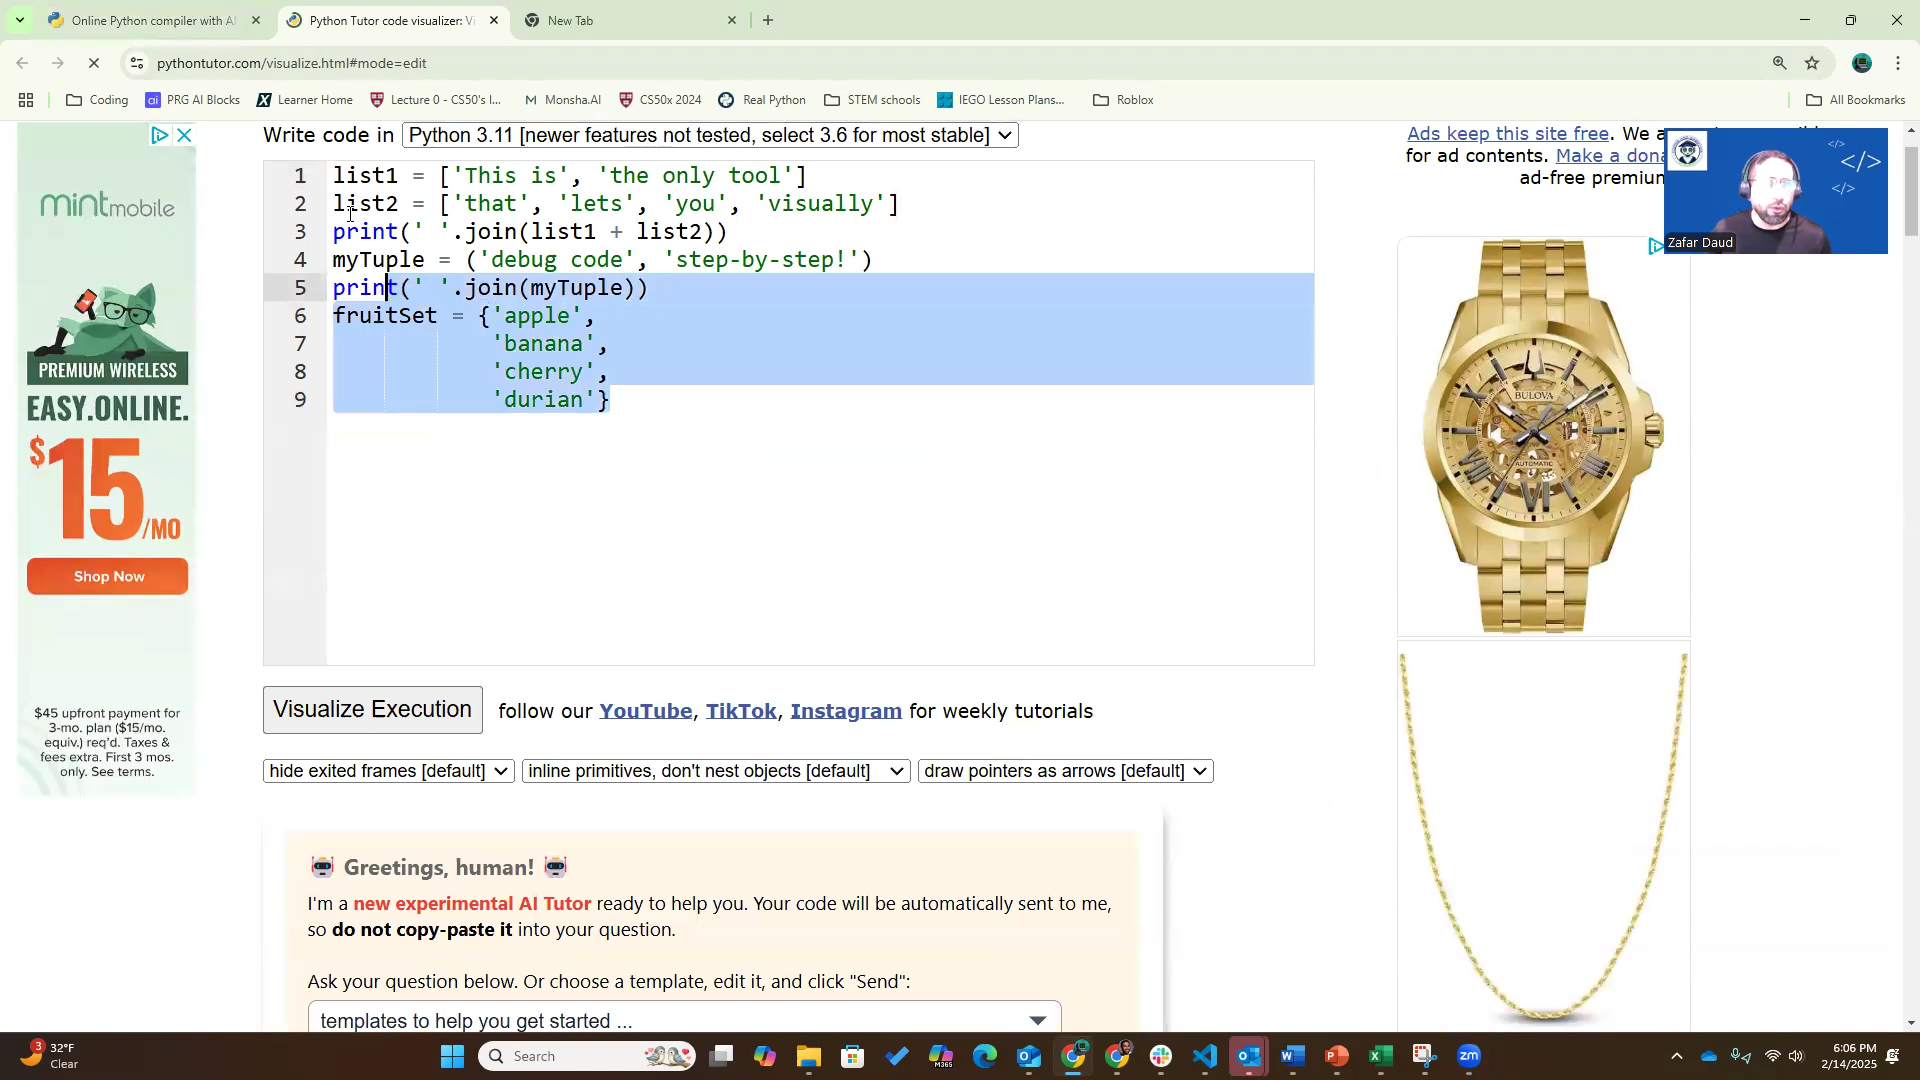 Online Python compiler with AI
Python Tutor code visualizer: Vi
New Tab
pythontutor.com/visualize.html#mode=edit
Coding
PRG AI Blocks
Learner Home
Lecture 0 - CS50's I...
Monsha.AI
CS50x 2024
Real Python
STEM schools
IEGO Lesson Plans...
Roblox
All Bookmarks
Write code in
Python 3.11 [newer features not tested, select 3.6 for most stable]
1 list1 = ['This is', 'the only tool']
2 list2 = ['that', 'lets', 'you', 'visually']
3 print(' '.join(list1 + list2))
4 myTuple = ('debug code', 'step-by-step!')
5 print(' '.join(myTuple))
6 fruitSet = {'apple',
7 'banana',
8 'cherry',
9 'durian'}
Visualize Execution
follow our YouTube, TikTok, Instagram for weekly tutorials
hide exited frames [default]
inline primitives, don't nest objects [default]
draw pointers as arrows [default]
Greetings, human!
I'm a new experimental AI Tutor ready to help you. Your code will be automatically sent to me,
so do not copy-paste it into your question.
Ask your question below. Or choose a template, edit it, and click "Send":
templates to help you get started ...
mintmobile
PREMIUM WIRELESS
EASY.ONLINE.
$15/MO
Shop Now
$45 upfront payment for
3-mo. plan ($15/mo.
equiv.) req'd. Taxes &
fees extra. First 3 mos.
only. See terms.
Ads keep this site free. We a
for ad contents. Make a dona
ad-free premium
</>
</>
</>
Zafar Daud
BULOVA
AUTOMATIC
3
32°F
Clear
Search
M365
zm
6:06 PM
2/14/2025